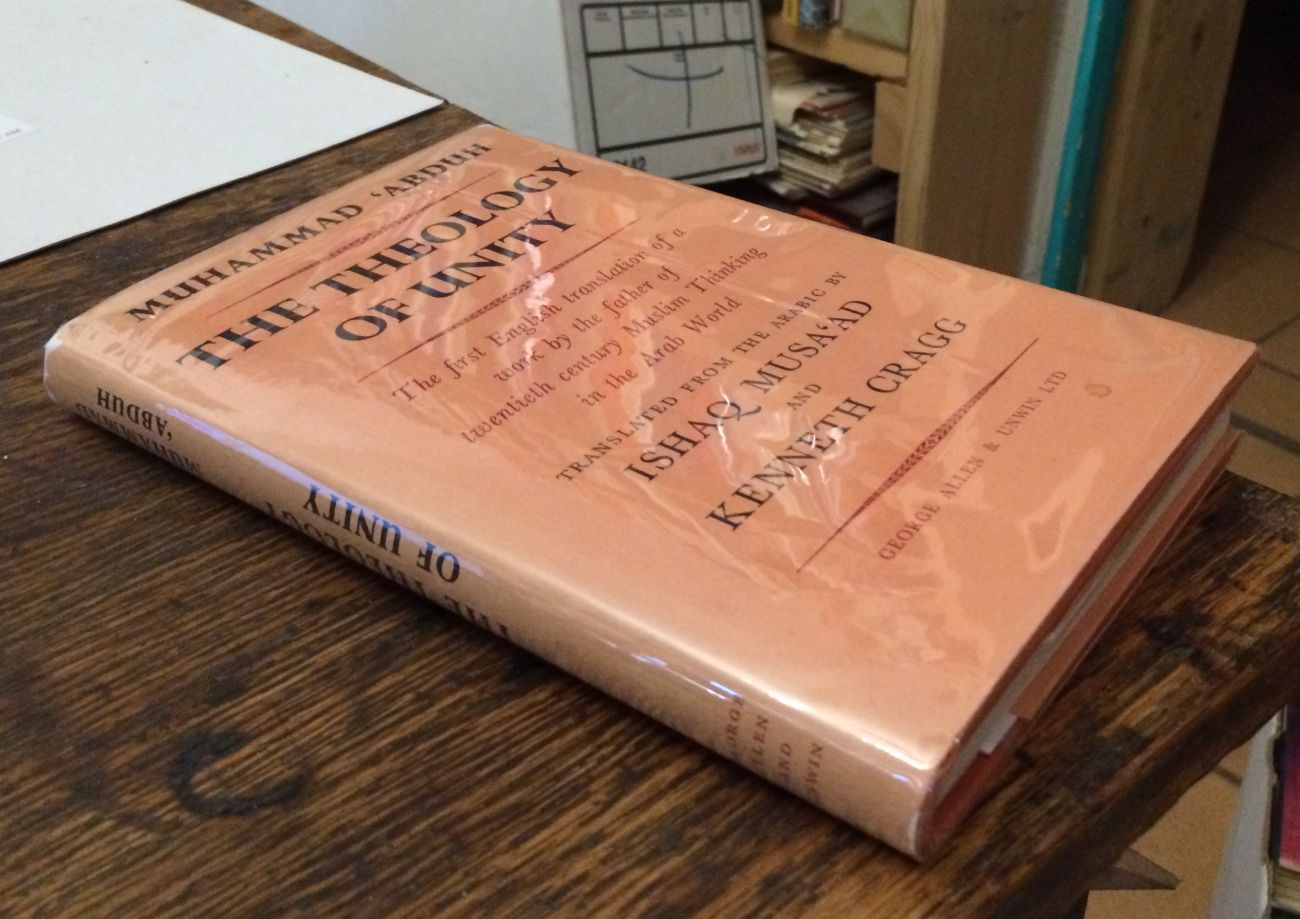 MUHAMMAD ‘ABDUH
THE THEOLOGY
OF UNITY
The first English translation of a
work by the father of
twentieth century Muslim Thinking
in the Arab World
TRANSLATED FROM THE ARABIC BY
ISHAQ MUSA‘AD
AND
KENNETH CRAGG
GEORGE ALLEN & UNWIN LTD
MUHAMMAD
‘ABDUH
THE THEOLOGY
OF UNITY
GEORGE
ALLEN
AND
UNWIN